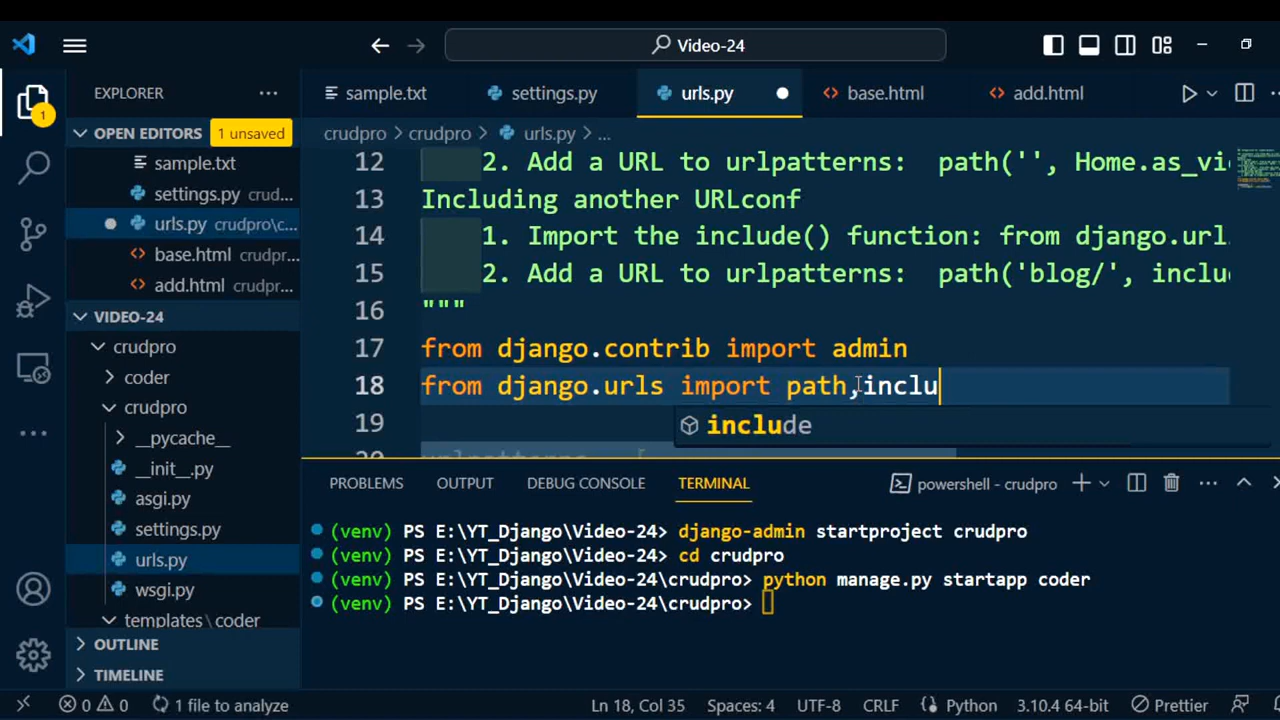 Video-24
EXPLORER
sample.txt
settings.py
urls.py
base.html
add.html
OPEN EDITORS
1 unsaved
sample.txt
settings.py crud...
urls.py crudpro\c...
base.html crudpr...
add.html crudpr...
VIDEO-24
crudpro
coder
crudpro
__pycache__
__init__.py
asgi.py
settings.py
urls.py
wsgi.py
templates \ coder
OUTLINE
TIMELINE
1
crudpro > crudpro > urls.py > ...
12 2. Add a URL to urlpatterns: path('', Home.as_vi
13 Including another URLconf
14 1. Import the include() function: from django.url
15 2. Add a URL to urlpatterns: path('blog/', includ
16 """
17 from django.contrib import admin
18 from django.urls import path,inclu
19
include
20 urlpatterns = [
PROBLEMS
OUTPUT
DEBUG CONSOLE
TERMINAL
powershell - crudpro
(venv) PS E:\YT_Django\Video-24> django-admin startproject crudpro
(venv) PS E:\YT_Django\Video-24> cd crudpro
(venv) PS E:\YT_Django\Video-24\crudpro> python manage.py startapp coder
(venv) PS E:\YT_Django\Video-24\crudpro>
0 0 1 file to analyze
Ln 18, Col 35 Spaces: 4 UTF-8 CRLF Python 3.10.4 64-bit Prettier